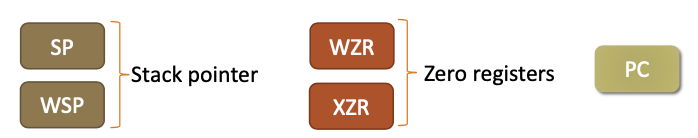 SP
WSP
Stack pointer
WZR
XZR
Zero registers
PC